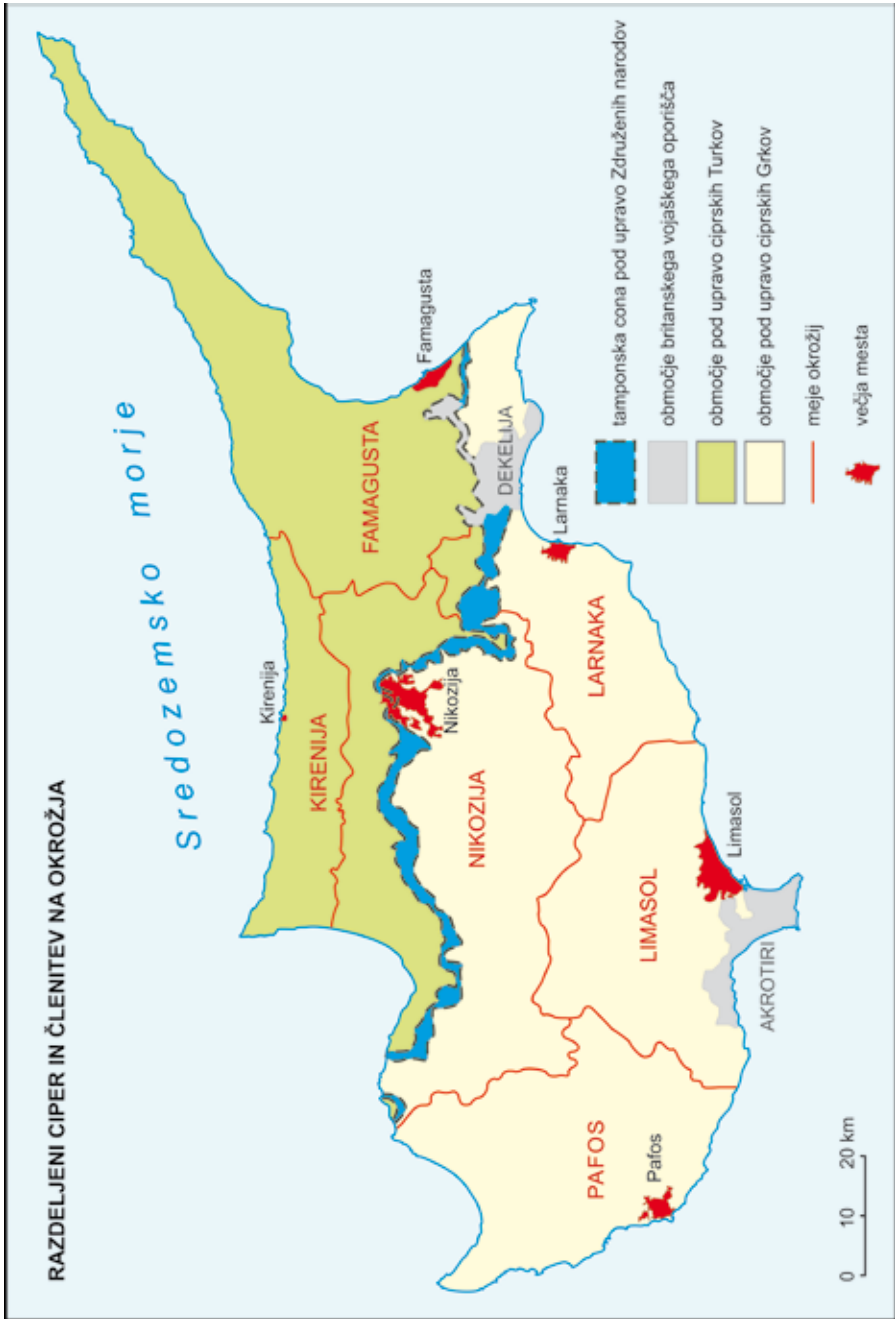 RAZDELJENI CIPER IN ČLENITEV NA OKROŽJA
Sredozemsko morje
Kirenija
KIRENIJA
FAMAGUSTA
Famagusta
Nikozija
NIKOZIJA
DEKELIJA
Larnaka
LARNAKA
PAFOS
Pafos
LIMASOL
Limasol
AKROTIRI
0 10 20 km
tamponska cona pod upravo Združenih narodov
območje britanskega vojaškega oporišča
območje pod upravo ciprskih Turkov
območje pod upravo ciprskih Grkov
meje okrožij
večja mesta